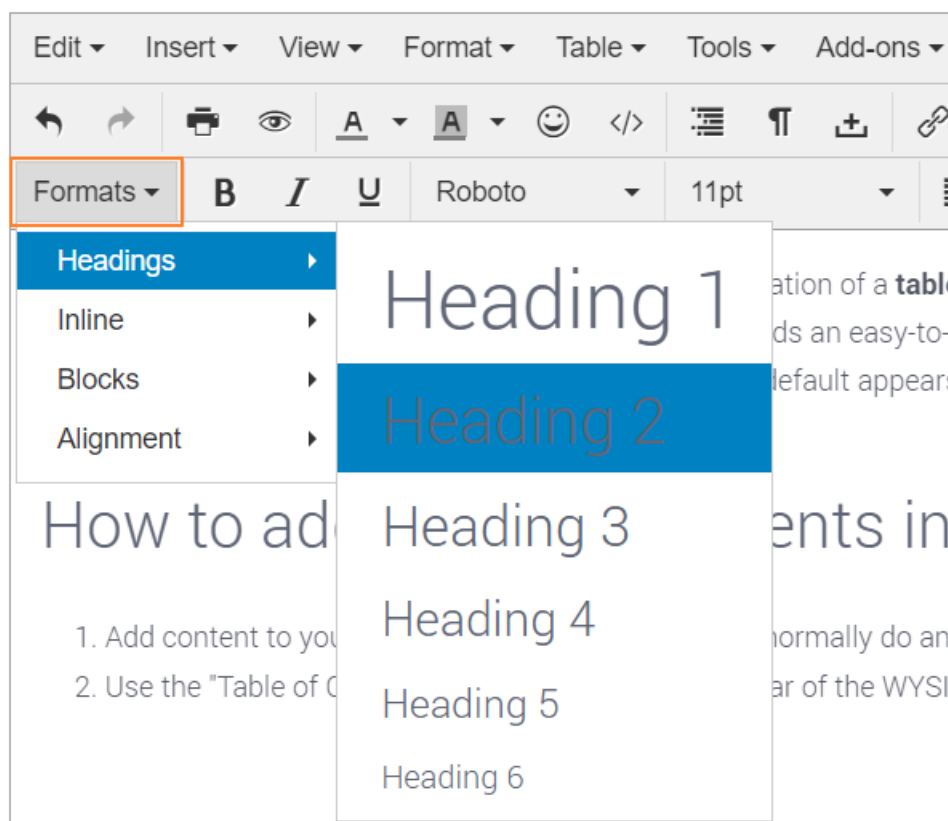 Edit Insert View Format Table Tools Add-ons
A A </> ¶
Formats B I U Roboto 11pt
Headings
Inline
Blocks
Alignment
Heading 1
Heading 2
Heading 3
Heading 4
Heading 5
Heading 6
ation of a tabl
ds an easy-to-
default appears
How to ad ents in
1. Add content to you normally do an
2. Use the "Table of C ar of the WYSI